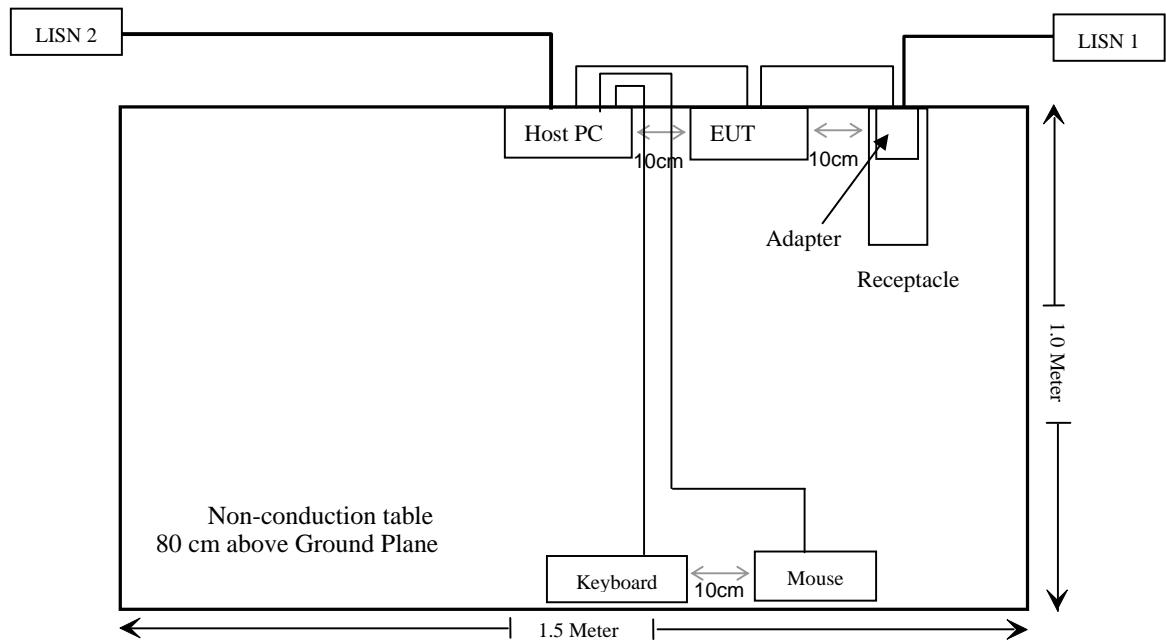 LISN 2
LISN 1
Host PC
EUT
10cm
10cm
Adapter
Receptacle
1.0 Meter
Non-conduction table
80 cm above Ground Plane
Keyboard
10cm
Mouse
1.5 Meter